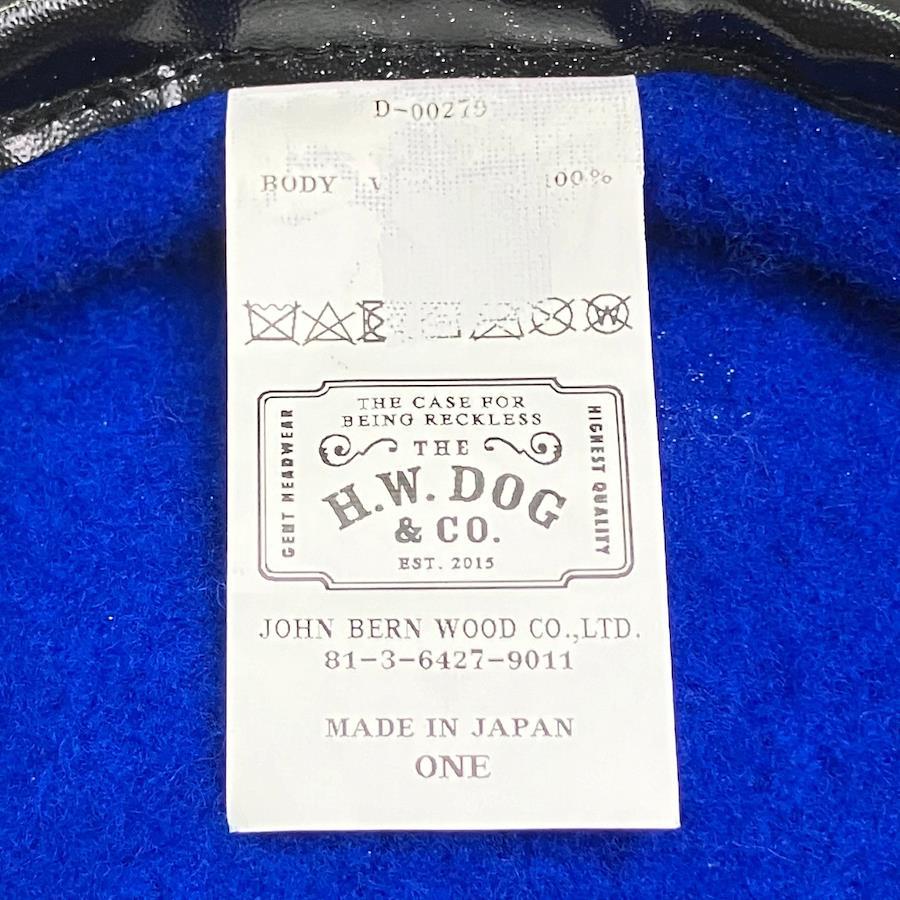 D-00279
BODY
100%
THE CASE FOR
BEING RECKLESS
GENT HEADWEAR
THE
H.W. DOG
& CO.
EST. 2015
HIGHEST QUALITY
JOHN BERN WOOD CO.,LTD.
81-3-6427-9011
MADE IN JAPAN
ONE